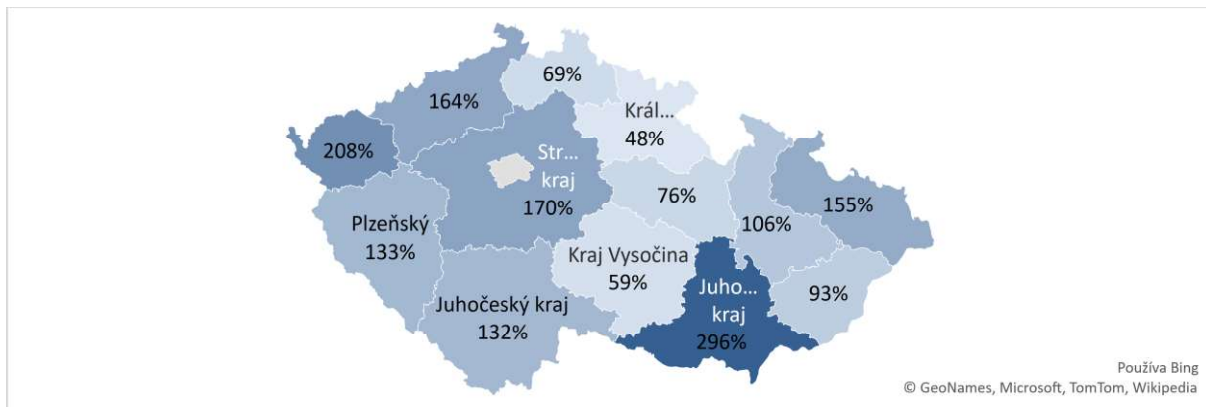 69%
164%
Král...
48%
208%
Str...
kraj
170%
76%
155%
106%
Plzeňský
133%
Kraj Vysočina
59%
Juho...
kraj
296%
93%
Juhočeský kraj
132%
Používa Bing
© GeoNames, Microsoft, TomTom, Wikipedia